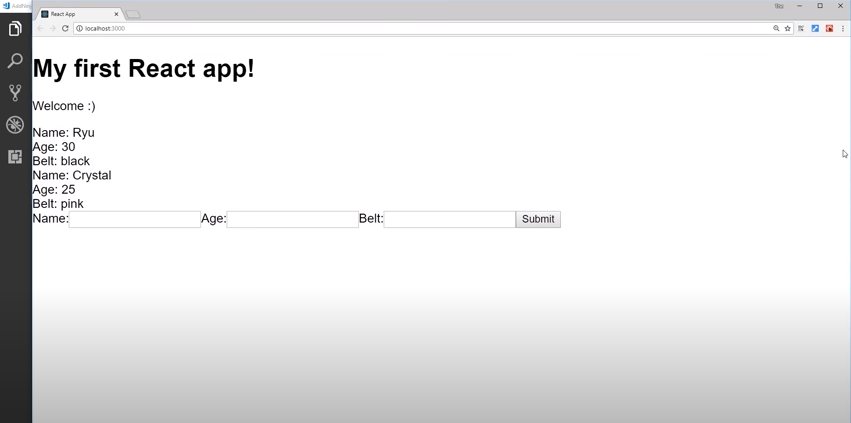 React App
localhost:3000
My first React app!
Welcome :)
Name: Ryu
Age: 30
Belt: black
Name: Crystal
Age: 25
Belt: pink
Name: Age: Belt: Submit